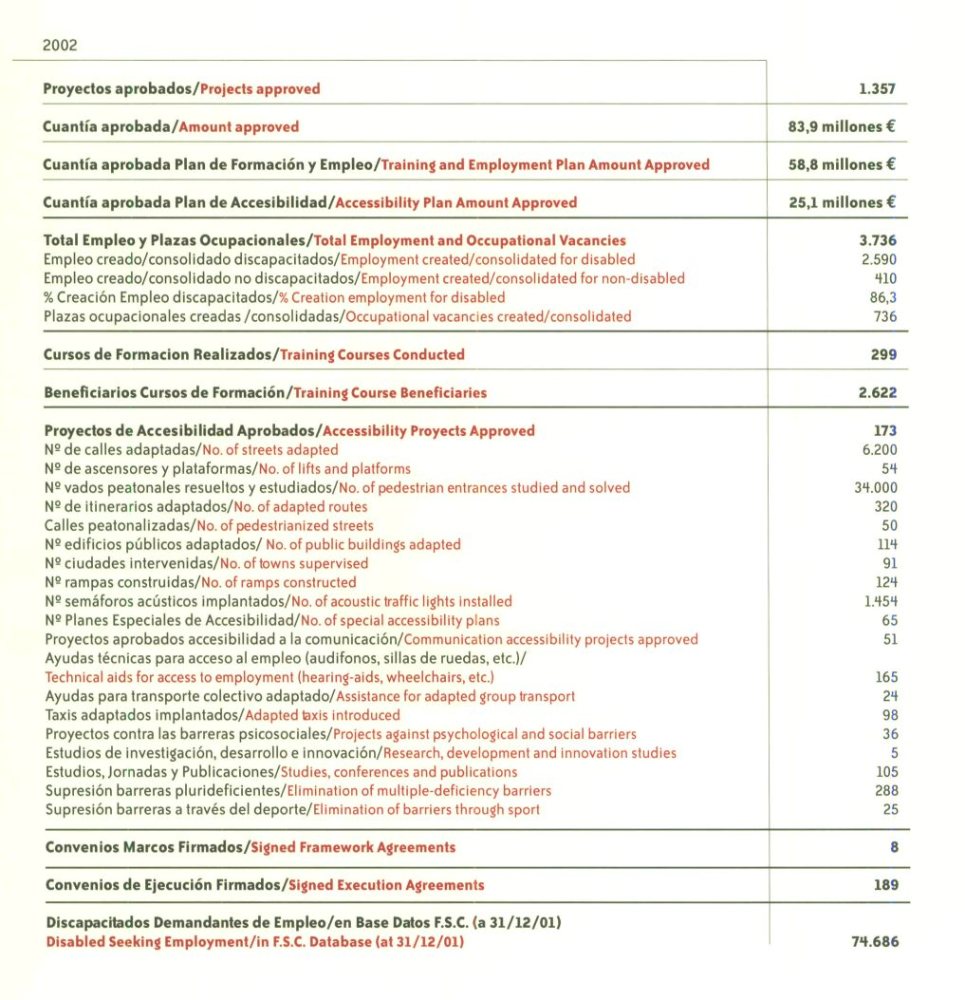 2002
Proyectos aprobados/Projects approved 1.357
Cuantía aprobada/Amount approved 83,9 millones €
Cuantía aprobada Plan de Formación y Empleo/Training and Employment Plan Amount Approved 58,8 millones €
Cuantía aprobada Plan de Accesibilidad/Accessibility Plan Amount Approved 25,1 millones €
Total Empleo y Plazas Ocupacionales/Total Employment and Occupational Vacancies 3.736
Empleo creado/consolidado discapacitados/Employment created/consolidated for disabled 2.590
Empleo creado/consolidado no discapacitados/Employment created/consolidated for non-disabled 410
% Creación Empleo discapacitados/% Creation employment for disabled 86,3
Plazas ocupacionales creadas /consolidadas/Occupational vacancies created/consolidated 736
Cursos de Formacion Realizados/Training Courses Conducted 299
Beneficiarios Cursos de Formación/Training Course Beneficiaries 2.622
Proyectos de Accesibilidad Aprobados/Accessibility Proyects Approved 173
Nº de calles adaptadas/No. of streets adapted 6.200
Nº de ascensores y plataformas/No. of lifts and platforms 54
Nº vados peatonales resueltos y estudiados/No. of pedestrian entrances studied and solved 34.000
Nº de itinerarios adaptados/No. of adapted routes 320
Calles peatonalizadas/No. of pedestrianized streets 50
Nº edificios públicos adaptados/ No. of public buildings adapted 114
Nº ciudades intervenidas/No. of towns supervised 91
Nº rampas construidas/No. of ramps constructed 124
Nº semáforos acústicos implantados/No. of acoustic traffic lights installed 1.454
Nº Planes Especiales de Accesibilidad/No. of special accessibility plans 65
Proyectos aprobados accesibilidad a la comunicación/Communication accessibility projects approved 51
Ayudas técnicas para acceso al empleo (audifonos, sillas de ruedas, etc.)/
Technical aids for access to employment (hearing-aids, wheelchairs, etc.) 165
Ayudas para transporte colectivo adaptado/Assistance for adapted group transport 24
Taxis adaptados implantados/Adapted taxis introduced 98
Proyectos contra las barreras psicosociales/Projects against psychological and social barriers 36
Estudios de investigación, desarrollo e innovación/Research, development and innovation studies 5
Estudios, Jornadas y Publicaciones/Studies, conferences and publications 105
Supresión barreras plurideficientes/Elimination of multiple-deficiency barriers 288
Supresión barreras a través del deporte/Elimination of barriers through sport 25
Convenios Marcos Firmados/Signed Framework Agreements 8
Convenios de Ejecución Firmados/Signed Execution Agreements 189
Discapacitados Demandantes de Empleo/en Base Datos F.S.C. (a 31/12/01)
Disabled Seeking Employment/in F.S.C. Database (at 31/12/01) 74.686